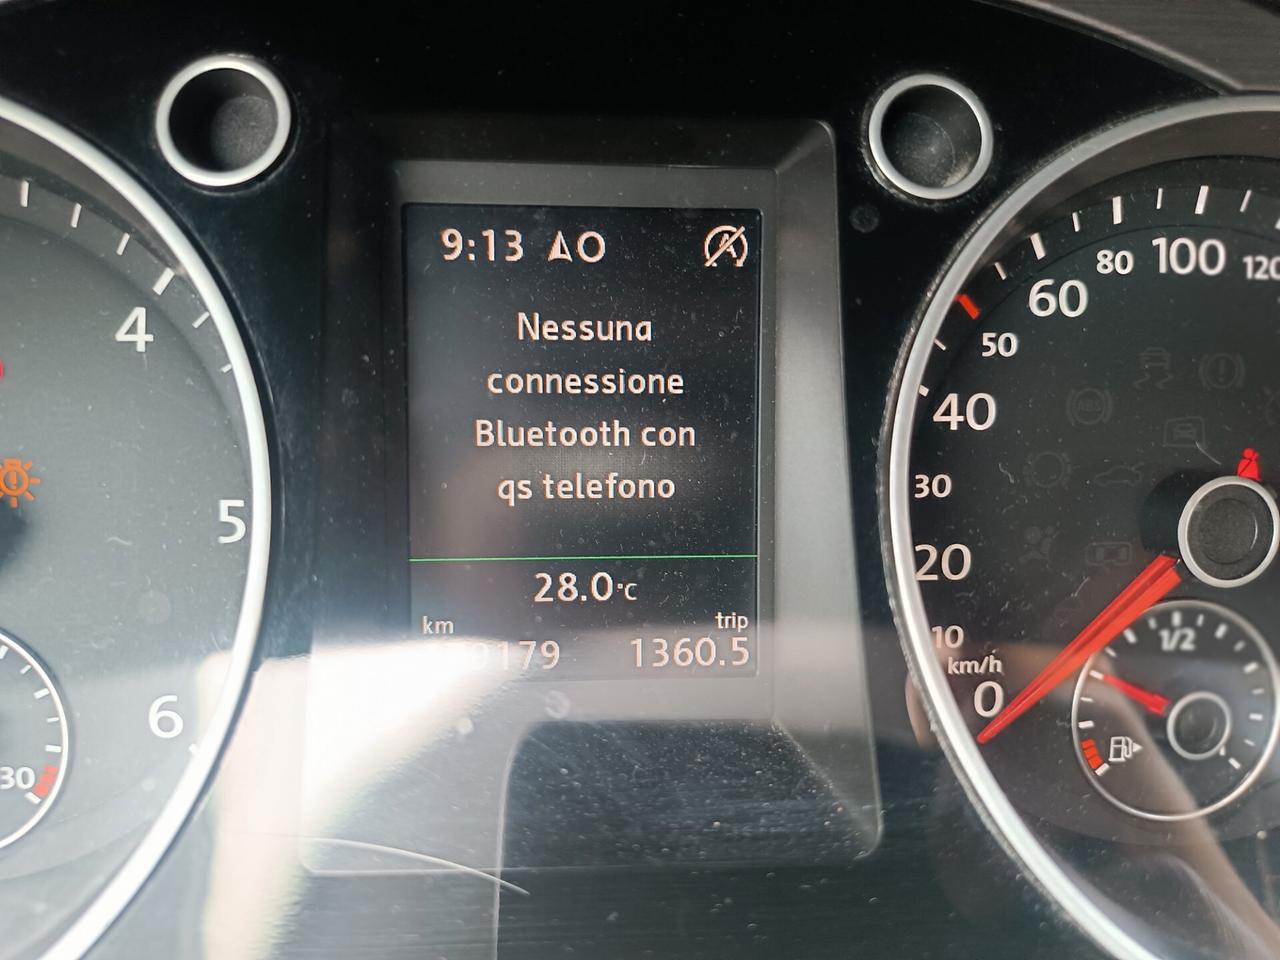 9:13 O
Nessuna
connessione
Bluetooth con
qs telefono
28.0°C
km
trip
1360.5
4
5
6
30
120
100
80
60
50
40
30
20
10
km/h
0
1/2
ABS